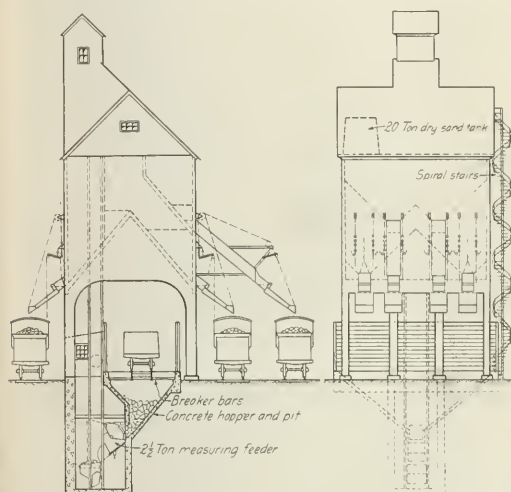 20 Ton dry sand tank
Spiral stairs
Breaker bars
Concrete hopper and pit
2½ Ton measuring feeder